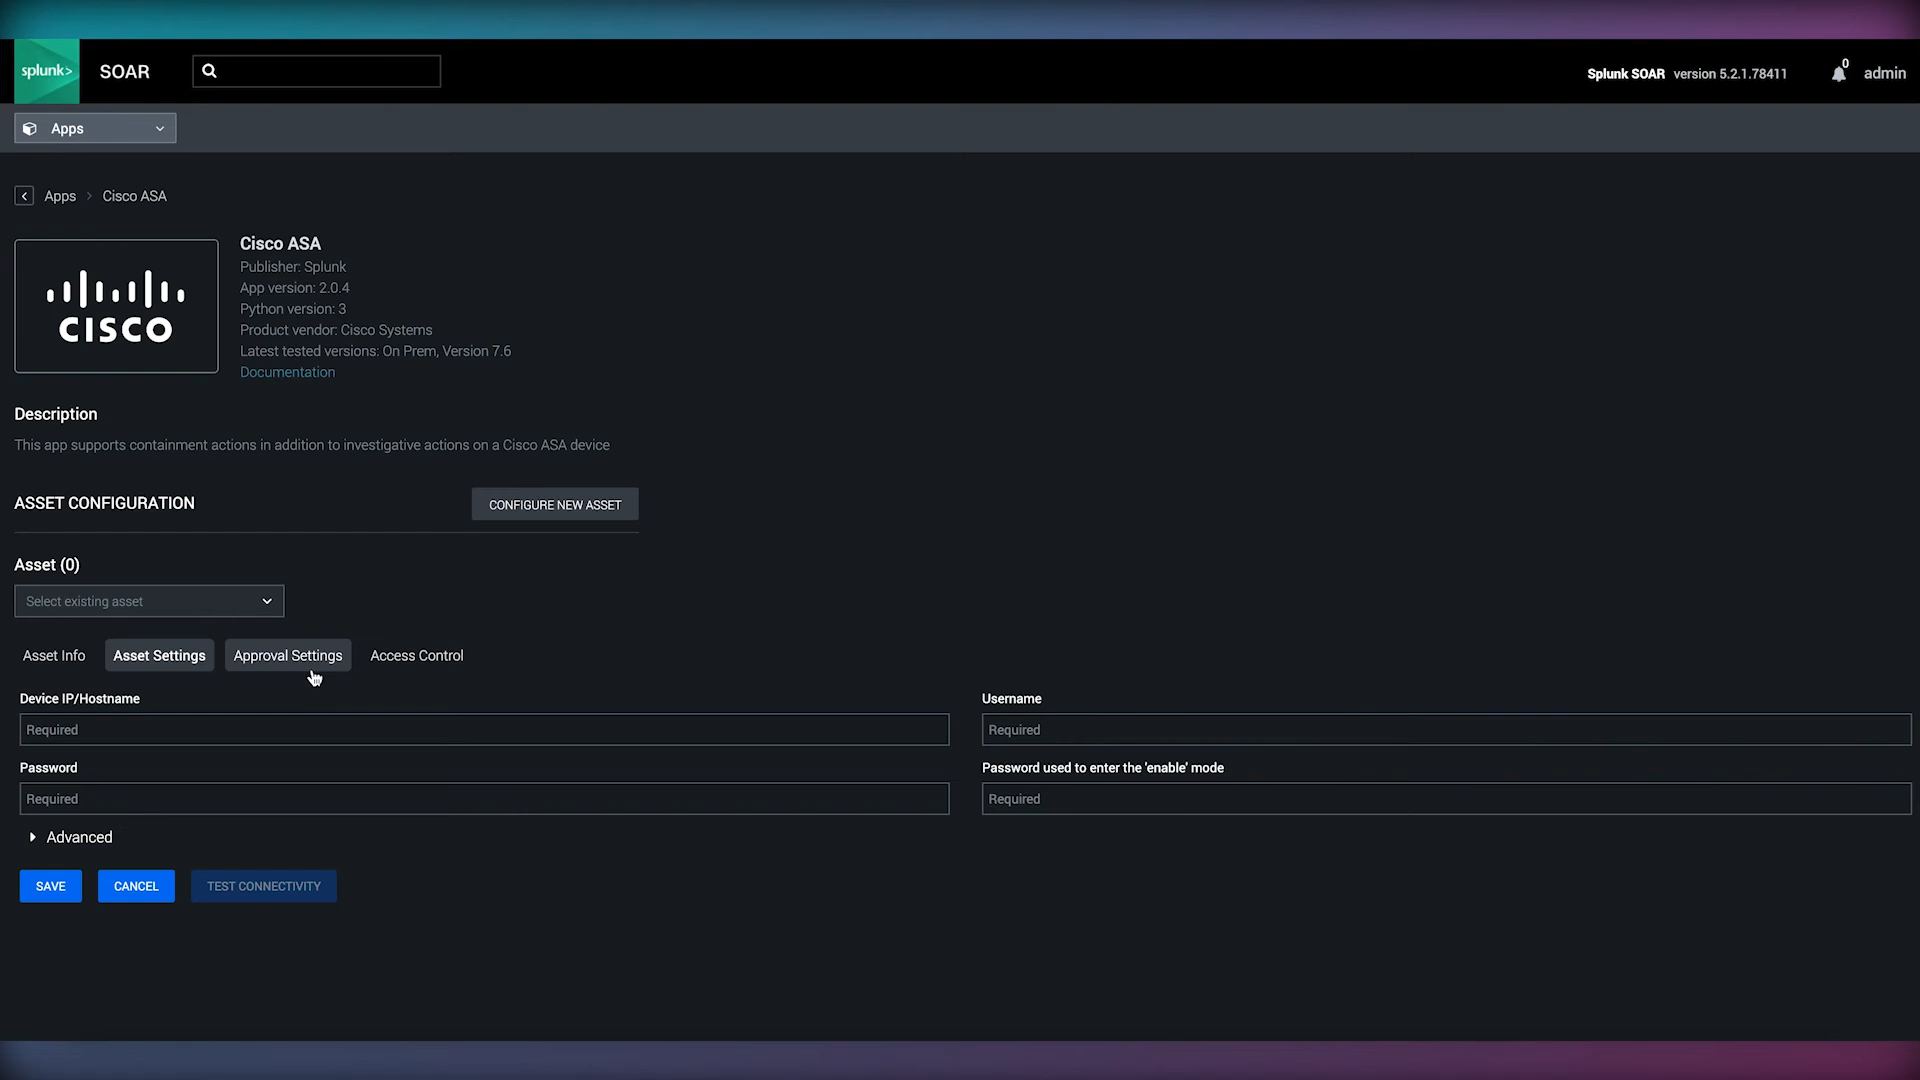 splunk>
SOAR
Splunk SOAR version 5.2.1.78411
0
admin
Apps
Apps > Cisco ASA
CISCO
Cisco ASA
Publisher: Splunk
App version: 2.0.4
Python version: 3
Product vendor: Cisco Systems
Latest tested versions: On Prem, Version 7.6
Documentation
Description
This app supports containment actions in addition to investigative actions on a Cisco ASA device
ASSET CONFIGURATION
CONFIGURE NEW ASSET
Asset (0)
Select existing asset
Asset Info Asset Settings Approval Settings Access Control
Device IP/Hostname
Required
Username
Required
Password
Required
Password used to enter the 'enable' mode
Required
Advanced
SAVE CANCEL TEST CONNECTIVITY